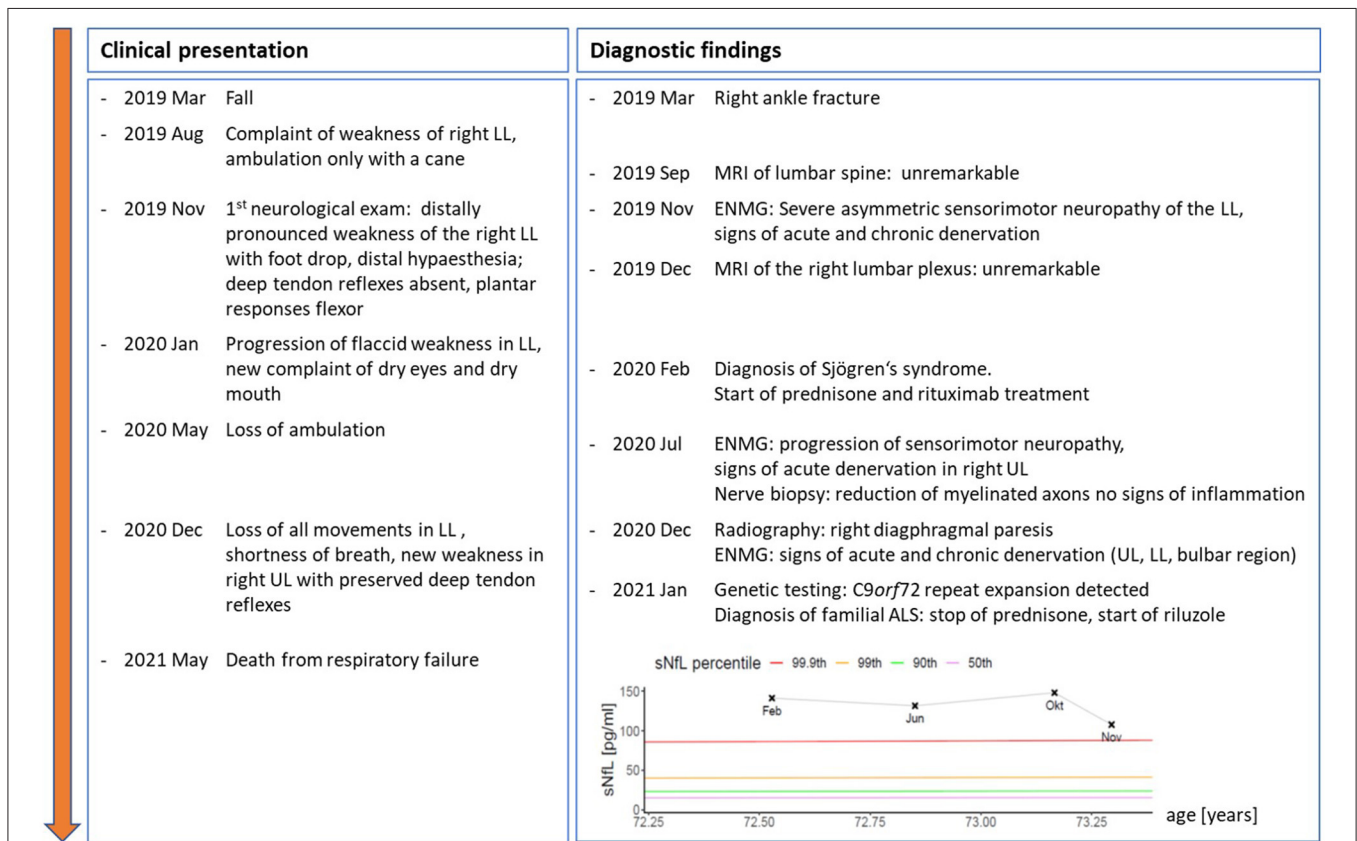 Clinical presentation
- 2019 Mar Fall
- 2019 Aug Complaint of weakness of right LL,
ambulation only with a cane
- 2019 Nov 1st neurological exam: distally
pronounced weakness of the right LL
with foot drop, distal hypaesthesia;
deep tendon reflexes absent, plantar
responses flexor
- 2020 Jan Progression of flaccid weakness in LL,
new complaint of dry eyes and dry
mouth
- 2020 May Loss of ambulation
- 2020 Dec Loss of all movements in LL ,
shortness of breath, new weakness in
right UL with preserved deep tendon
reflexes
- 2021 May Death from respiratory failure
Diagnostic findings
- 2019 Mar Right ankle fracture
- 2019 Sep MRI of lumbar spine: unremarkable
- 2019 Nov ENMG: Severe asymmetric sensorimotor neuropathy of the LL,
signs of acute and chronic denervation
- 2019 Dec MRI of the right lumbar plexus: unremarkable
- 2020 Feb Diagnosis of Sjögren‘s syndrome.
Start of prednisone and rituximab treatment
- 2020 Jul ENMG: progression of sensorimotor neuropathy,
signs of acute denervation in right UL
Nerve biopsy: reduction of myelinated axons no signs of inflammation
- 2020 Dec Radiography: right diagphragmal paresis
ENMG: signs of acute and chronic denervation (UL, LL, bulbar region)
- 2021 Jan Genetic testing: C9orf72 repeat expansion detected
Diagnosis of familial ALS: stop of prednisone, start of riluzole
sNfL percentile 99.9th 99th 90th 50th
sNfL [pg/ml]
150
100
50
0
Feb
Jun
Okt
Nov
72.25 72.50 72.75 73.00 73.25
age [years]